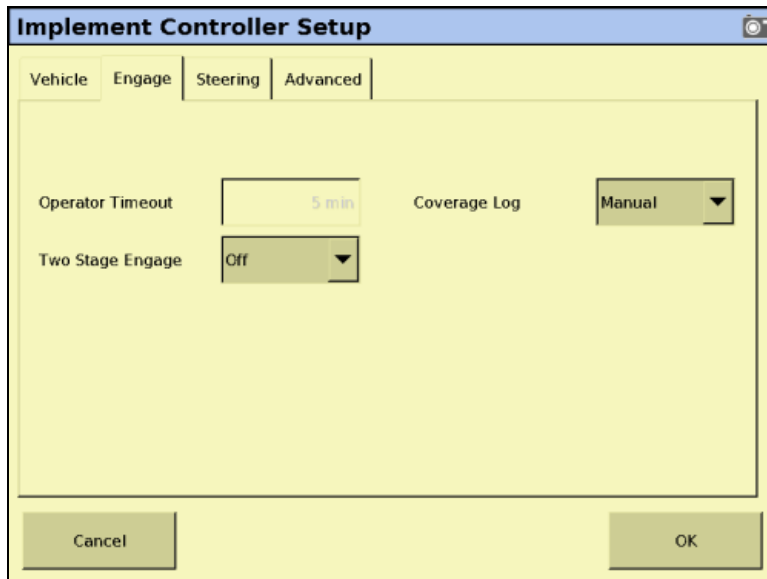 Implement Controller Setup
Vehicle Engage Steering Advanced
Operator Timeout 5 min Coverage Log Manual
Two Stage Engage Off
Cancel OK